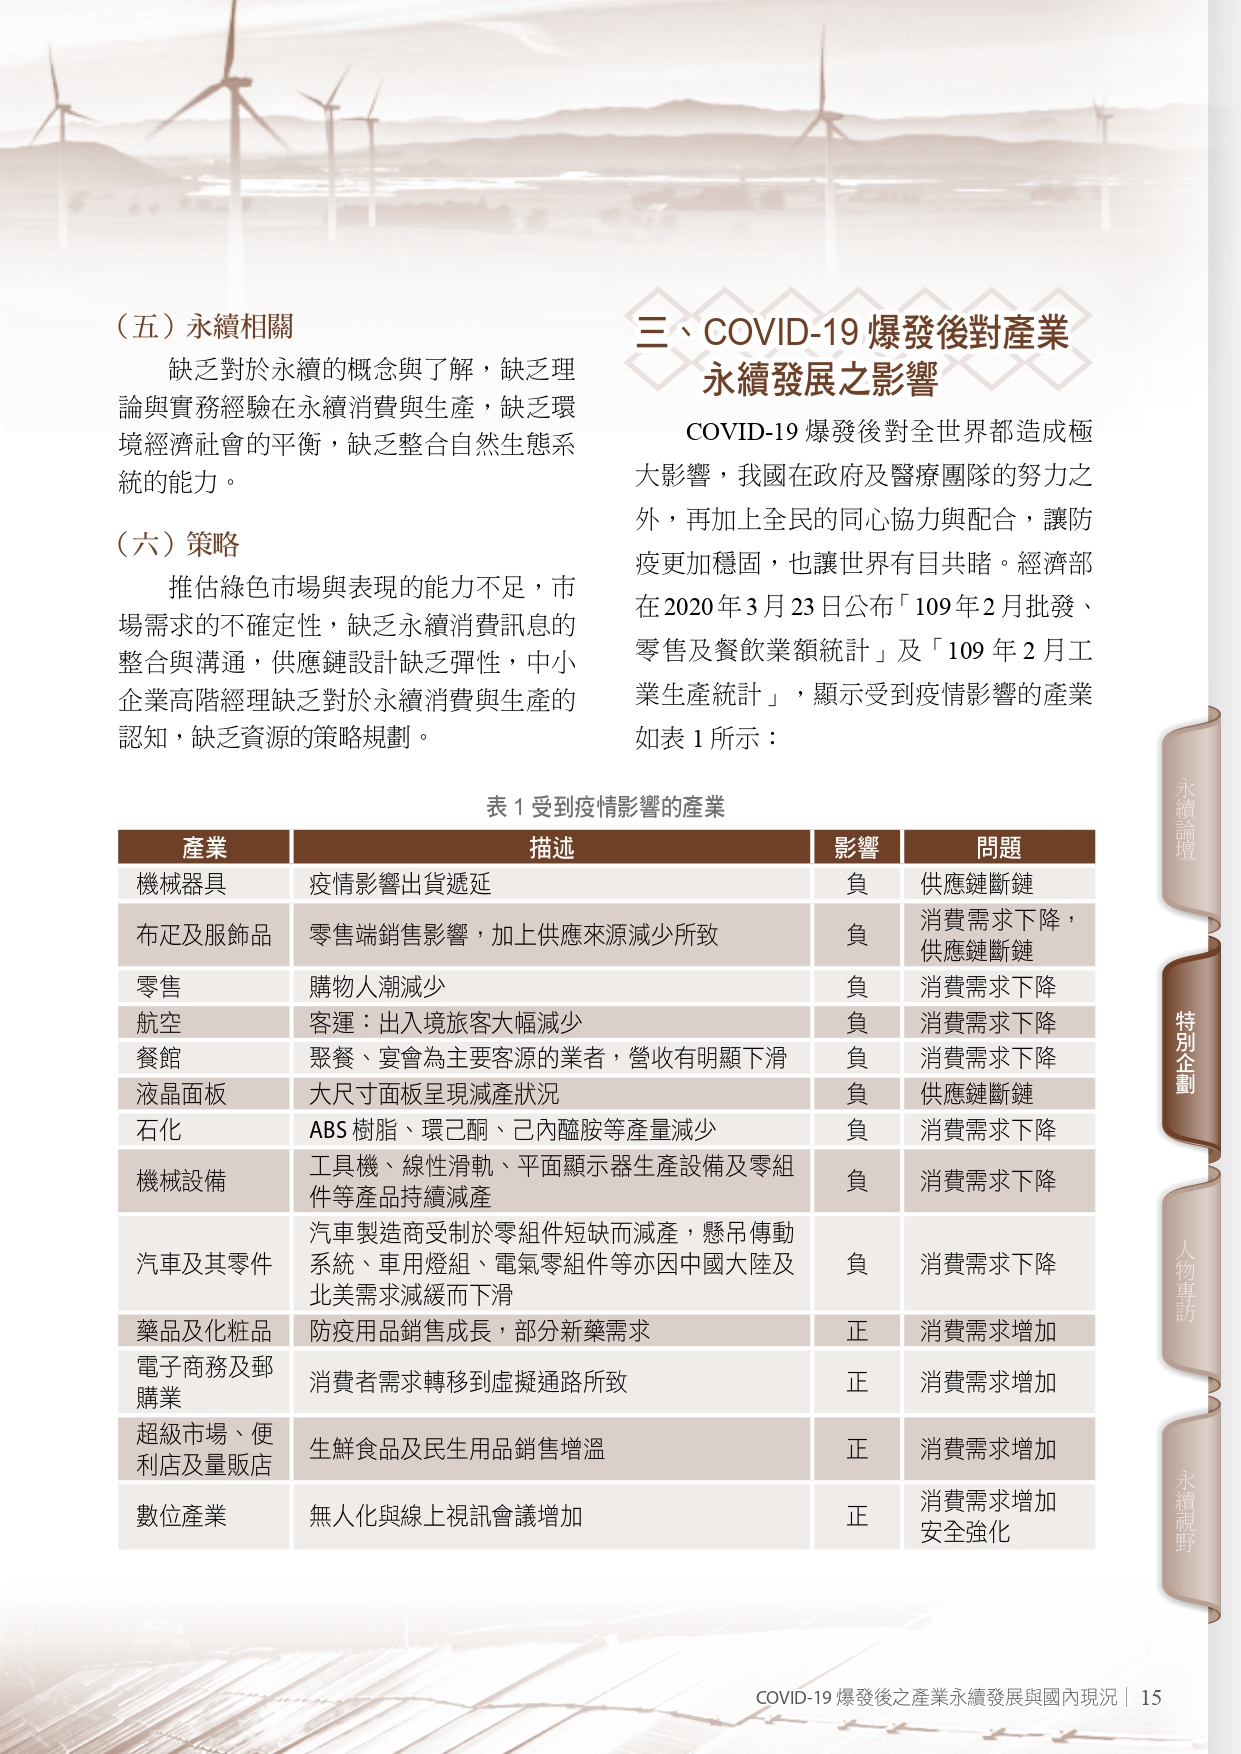 （五）永續相關
缺乏對於永續的概念與了解，缺乏理
論與實務經驗在永續消費與生產，缺乏環
境經濟社會的平衡，缺乏整合自然生態系
統的能力。
（六）策略
推估綠色市場與表現的能力不足，市
場需求的不確定性，缺乏永續消費訊息的
整合與溝通，供應鏈設計缺乏彈性，中小
企業高階經理缺乏對於永續消費與生產的
認知，缺乏資源的策略規劃。
三、COVID-19 爆發後對產業
永續發展之影響
COVID-19 爆發後對全世界都造成極
大影響，我國在政府及醫療團隊的努力之
外，再加上全民的同心協力與配合，讓防
疫更加穩固，也讓世界有目共睹。經濟部
在 2020 年 3 月 23 日公布「109 年 2 月批發、
零售及餐飲業額統計」及「109 年 2 月工
業生產統計」，顯示受到疫情影響的產業
如表 1 所示：
表 1 受到疫情影響的產業
產業 描述 影響 問題
機械器具 疫情影響出貨遞延 負 供應鏈斷鏈
布疋及服飾品 零售端銷售影響，加上供應來源減少所致 負 消費需求下降，
供應鏈斷鏈
零售 購物人潮減少 負 消費需求下降
航空 客運：出入境旅客大幅減少 負 消費需求下降
餐館 聚餐、宴會為主要客源的業者，營收有明顯下滑 負 消費需求下降
液晶面板 大尺寸面板呈現減產狀況 負 供應鏈斷鏈
石化 ABS 樹脂、環己酮、己內醯胺等產量減少 負 消費需求下降
機械設備 工具機、線性滑軌、平面顯示器生產設備及零組
件等產品持續減產 負 消費需求下降
汽車及其零件 汽車製造商受制於零組件短缺而減產，懸吊傳動
系統、車用燈組、電氣零組件等亦因中國大陸及
北美需求減緩而下滑 負 消費需求下降
藥品及化粧品 防疫用品銷售成長，部分新藥需求 正 消費需求增加
電子商務及郵
購業 消費者需求轉移到虛擬通路所致 正 消費需求增加
超級市場、便
利店及量販店 生鮮食品及民生用品銷售增溫 正 消費需求增加
數位產業 無人化與線上視訊會議增加 正 消費需求增加
安全強化
永續論壇
特別企劃
人物專訪
永續視野
COVID-19 爆發後之產業永續發展與國內現況｜ 15